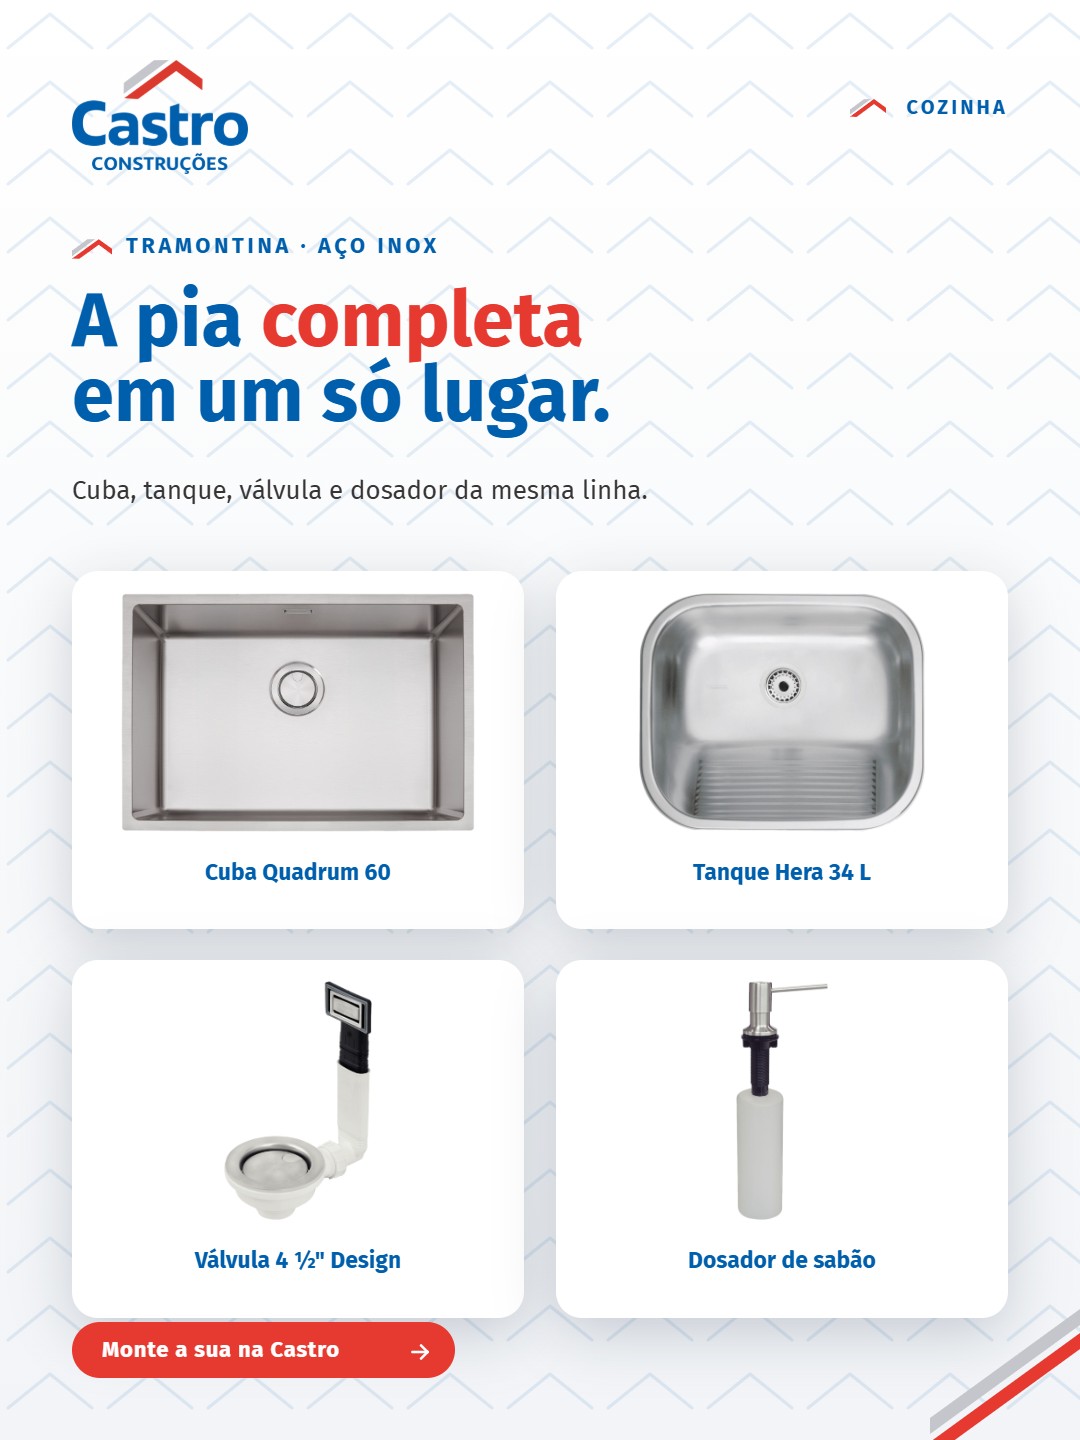 Castro
CONSTRUÇÕES
COZINHA
TRAMONTINA · AÇO INOX
A pia completa
em um só lugar.
Cuba, tanque, válvula e dosador da mesma linha.
Cuba Quadrum 60
Tanque Hera 34 L
Válvula 4 ½" Design
Dosador de sabão
Monte a sua na Castro →